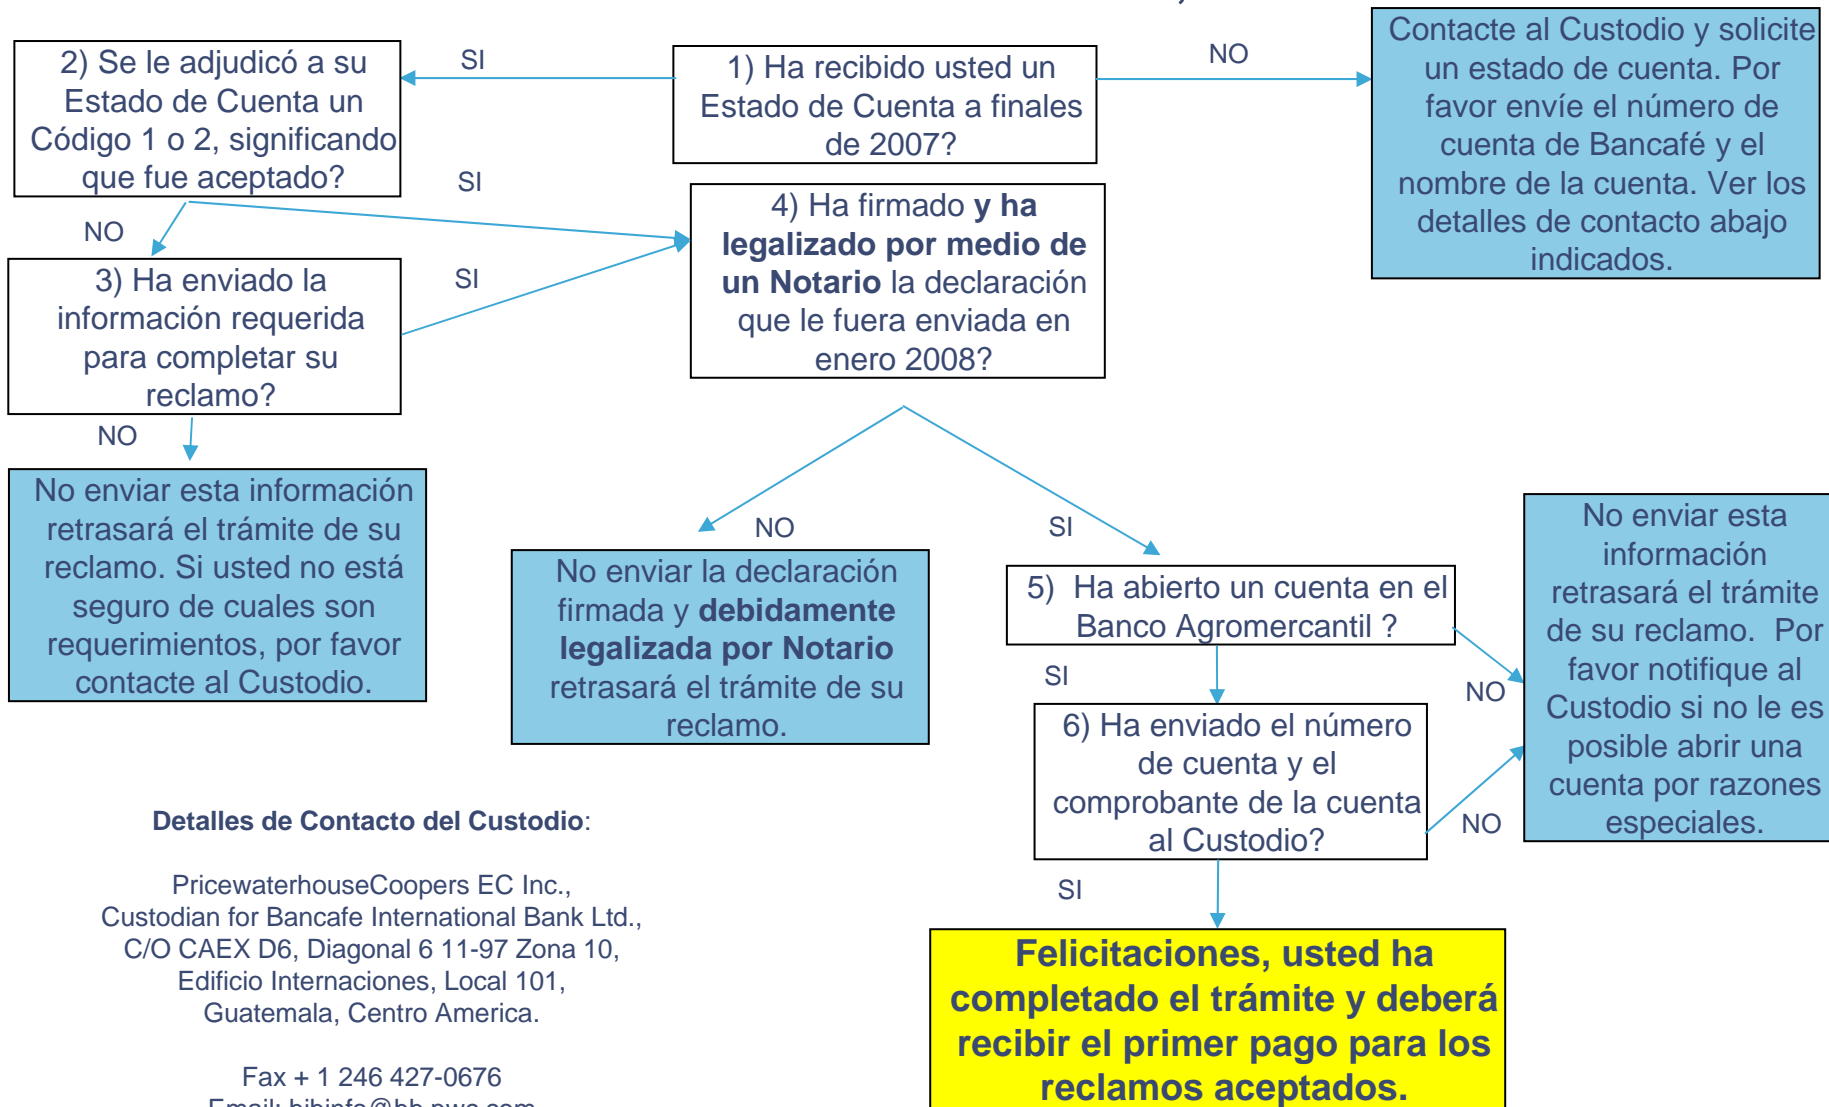 1) Ha recibido usted un
Estado de Cuenta a finales
de 2007?
SI
NO
Contacte al Custodio y solicite
un estado de cuenta. Por
favor envíe el número de
cuenta de Bancafé y el
nombre de la cuenta. Ver los
detalles de contacto abajo
indicados.
2) Se le adjudicó a su
Estado de Cuenta un
Código 1 o 2, significando
que fue aceptado?
SI
NO
3) Ha enviado la
información requerida
para completar su
reclamo?
SI
NO
No enviar esta información
retrasará el trámite de su
reclamo. Si usted no está
seguro de cuales son
requerimientos, por favor
contacte al Custodio.
4) Ha firmado y ha
legalizado por medio de
un Notario la declaración
que le fuera enviada en
enero 2008?
NO
SI
No enviar la declaración
firmada y debidamente
legalizada por Notario
retrasará el trámite de su
reclamo.
5) Ha abierto un cuenta en el
Banco Agromercantil ?
SI
NO
6) Ha enviado el número
de cuenta y el
comprobante de la cuenta
al Custodio?
NO
SI
No enviar esta
información
retrasará el trámite
de su reclamo. Por
favor notifique al
Custodio si no le es
posible abrir una
cuenta por razones
especiales.
Felicitaciones, usted ha
completado el trámite y deberá
recibir el primer pago para los
reclamos aceptados.
Detalles de Contacto del Custodio:
PricewaterhouseCoopers EC Inc.,
Custodian for Bancafe International Bank Ltd.,
C/O CAEX D6, Diagonal 6 11-97 Zona 10,
Edificio Internaciones, Local 101,
Guatemala, Centro America.
Fax + 1 246 427-0676
Email: bibinfo@bb.pwc.com